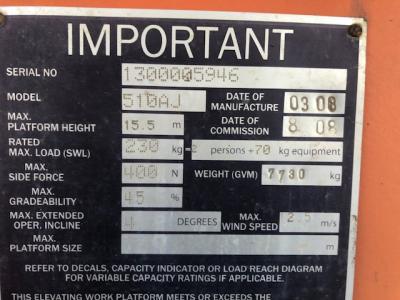 IMPORTANT
SERIAL NO 1300005946
MODEL 510AJ DATE OF MANUFACTURE 03 08
MAX. PLATFORM HEIGHT 15.5 m DATE OF COMMISSION 8 08
RATED MAX. LOAD (SWL) 230 kg= persons +70 kg equipment
MAX. SIDE FORCE 400 N WEIGHT (GVM) 7730 kg
MAX. GRADEABILITY 45 %
MAX. EXTENDED OPER. INCLINE 4 DEGREES MAX. WIND SPEED 2.5 m/s
MAX. PLATFORM SIZE m m
REFER TO DECALS, CAPACITY INDICATOR OR LOAD REACH DIAGRAM
FOR VARIABLE CAPACITY RATINGS IF APPLICABLE.
THIS ELEVATING WORK PLATFORM MEETS OR EXCEEDS THE